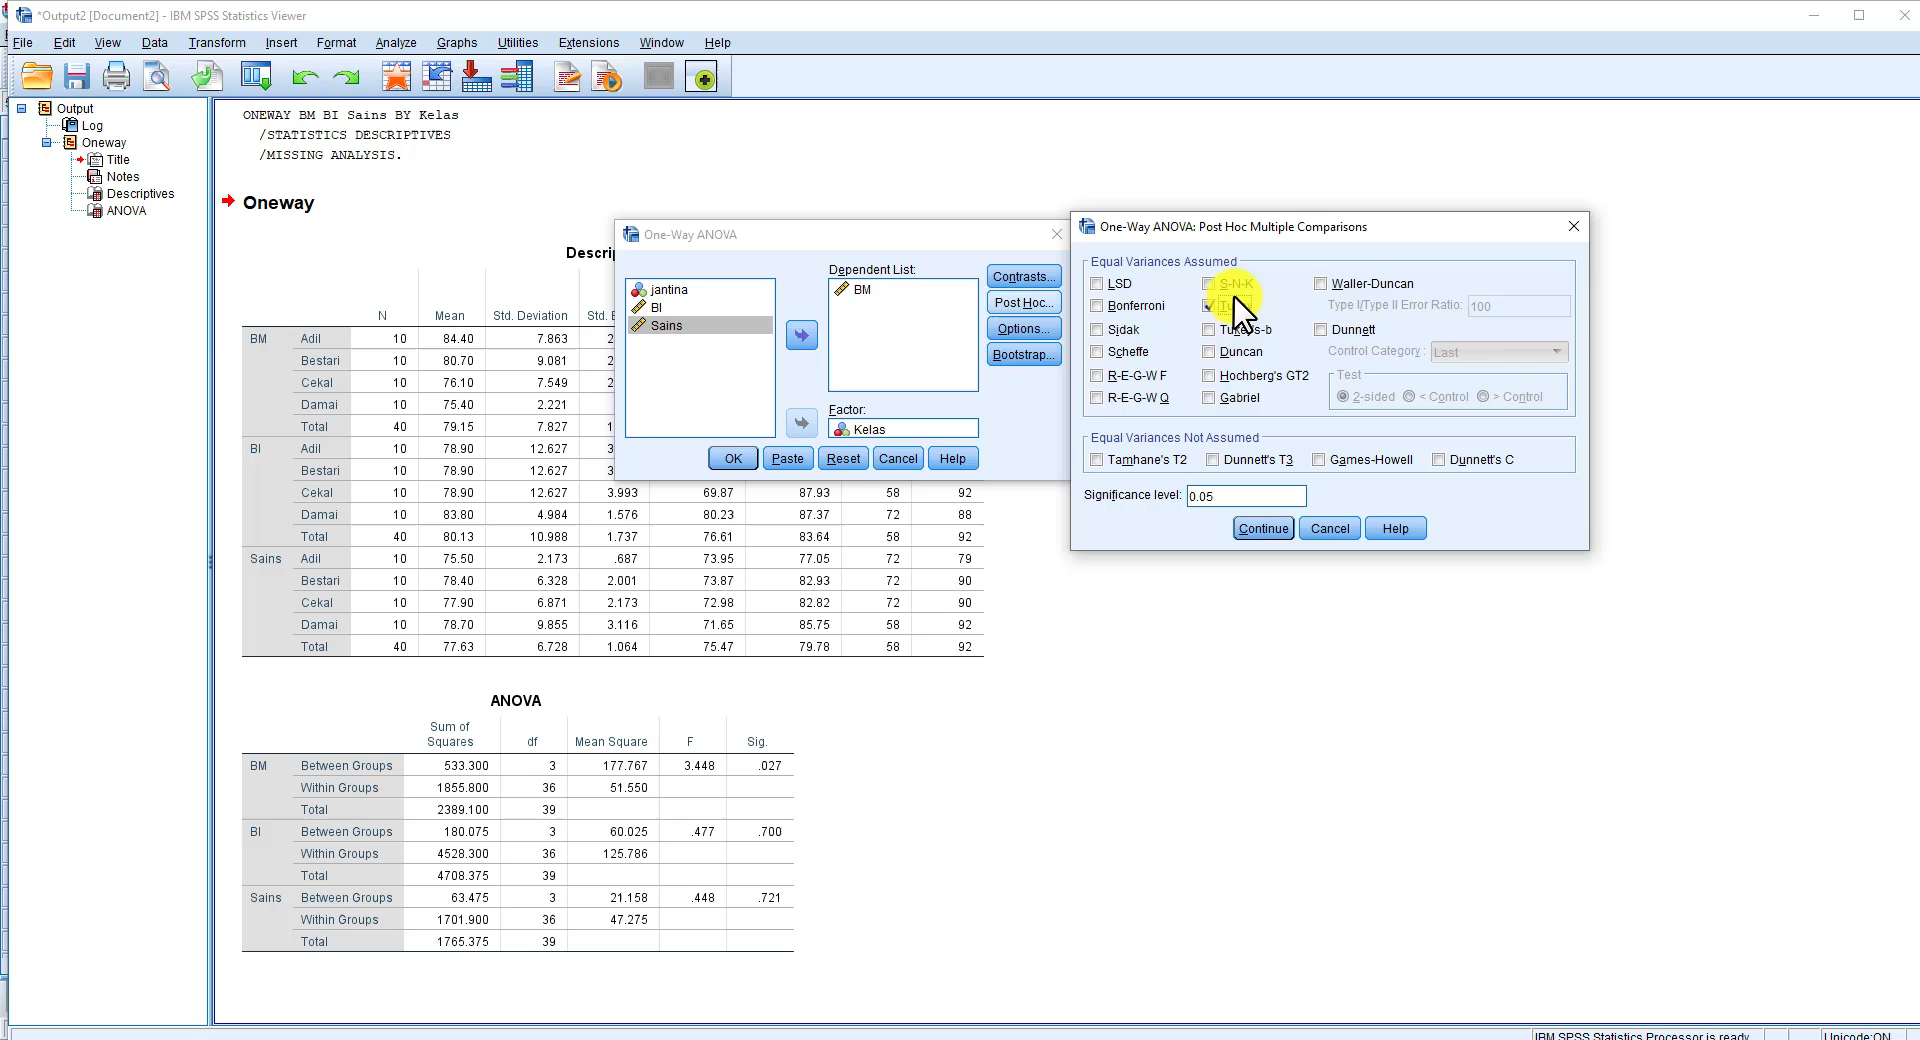 *Output2 [Document2] - IBM SPSS Statistics Viewer
File Edit View Data Transform Insert Format Analyze Graphs Utilities Extensions Window Help
Output
Log
Oneway
Title
Notes
Descriptives
ANOVA
ONEWAY BM BI Sains BY Kelas
/STATISTICS DESCRIPTIVES
/MISSING ANALYSIS.
Oneway
N Mean Std. Deviation Std.
BM Adil 10 84.40 7.863
Bestari 10 80.70 9.081
Cekal 10 76.10 7.549
Damai 10 75.40 2.221
Total 40 79.15 7.827
BI Adil 10 78.90 12.627
Bestari 10 78.90 12.627
Cekal 10 78.90 12.627 3.993 69.87 87.93 58 92
Damai 10 83.80 4.984 1.576 80.23 87.37 72 88
Total 40 80.13 10.988 1.737 76.61 83.64 58 92
Sains Adil 10 75.50 2.173 .687 73.95 77.05 72 79
Bestari 10 78.40 6.328 2.001 73.87 82.93 72 90
Cekal 10 77.90 6.871 2.173 72.98 82.82 72 90
Damai 10 78.70 9.855 3.116 71.65 85.75 58 92
Total 40 77.63 6.728 1.064 75.47 79.78 58 92
ANOVA
Sum of
Squares df Mean Square F Sig.
BM Between Groups 533.300 3 177.767 3.448 .027
Within Groups 1855.800 36 51.550
Total 2389.100 39
BI Between Groups 180.075 3 60.025 .477 .700
Within Groups 4528.300 36 125.786
Total 4708.375 39
Sains Between Groups 63.475 3 21.158 .448 .721
Within Groups 1701.900 36 47.275
Total 1765.375 39
One-Way ANOVA
jantina
BI
Sains
Dependent List:
BM
Factor:
Kelas
Contrasts...
Post Hoc...
Options...
Bootstrap...
OK Paste Reset Cancel Help
One-Way ANOVA: Post Hoc Multiple Comparisons
Equal Variances Assumed
LSD S-N-K Waller-Duncan
Bonferroni Type I/Type II Error Ratio: 100
Sidak Dunnett
Scheffe Duncan Control Category : Last
R-E-G-W F Hochberg's GT2 Test
R-E-G-W Q Gabriel 2-sided < Control > Control
Equal Variances Not Assumed
Tamhane's T2 Dunnett's T3 Games-Howell Dunnett's C
Significance level: 0.05
Continue Cancel Help
IBM SPSS Statistics Processor is ready
Unicode:ON